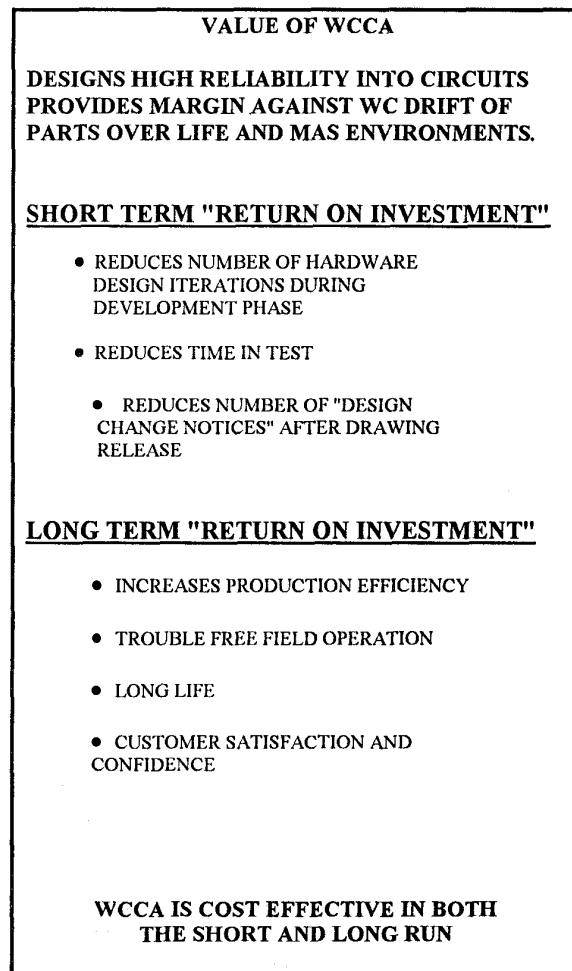 VALUE OF WCCA
DESIGNS HIGH RELIABILITY INTO CIRCUITS
PROVIDES MARGIN AGAINST WC DRIFT OF
PARTS OVER LIFE AND MAS ENVIRONMENTS.
SHORT TERM "RETURN ON INVESTMENT"
• REDUCES NUMBER OF HARDWARE
DESIGN ITERATIONS DURING
DEVELOPMENT PHASE
• REDUCES TIME IN TEST
• REDUCES NUMBER OF "DESIGN
CHANGE NOTICES" AFTER DRAWING
RELEASE
LONG TERM "RETURN ON INVESTMENT"
• INCREASES PRODUCTION EFFICIENCY
• TROUBLE FREE FIELD OPERATION
• LONG LIFE
• CUSTOMER SATISFACTION AND
CONFIDENCE
WCCA IS COST EFFECTIVE IN BOTH
THE SHORT AND LONG RUN